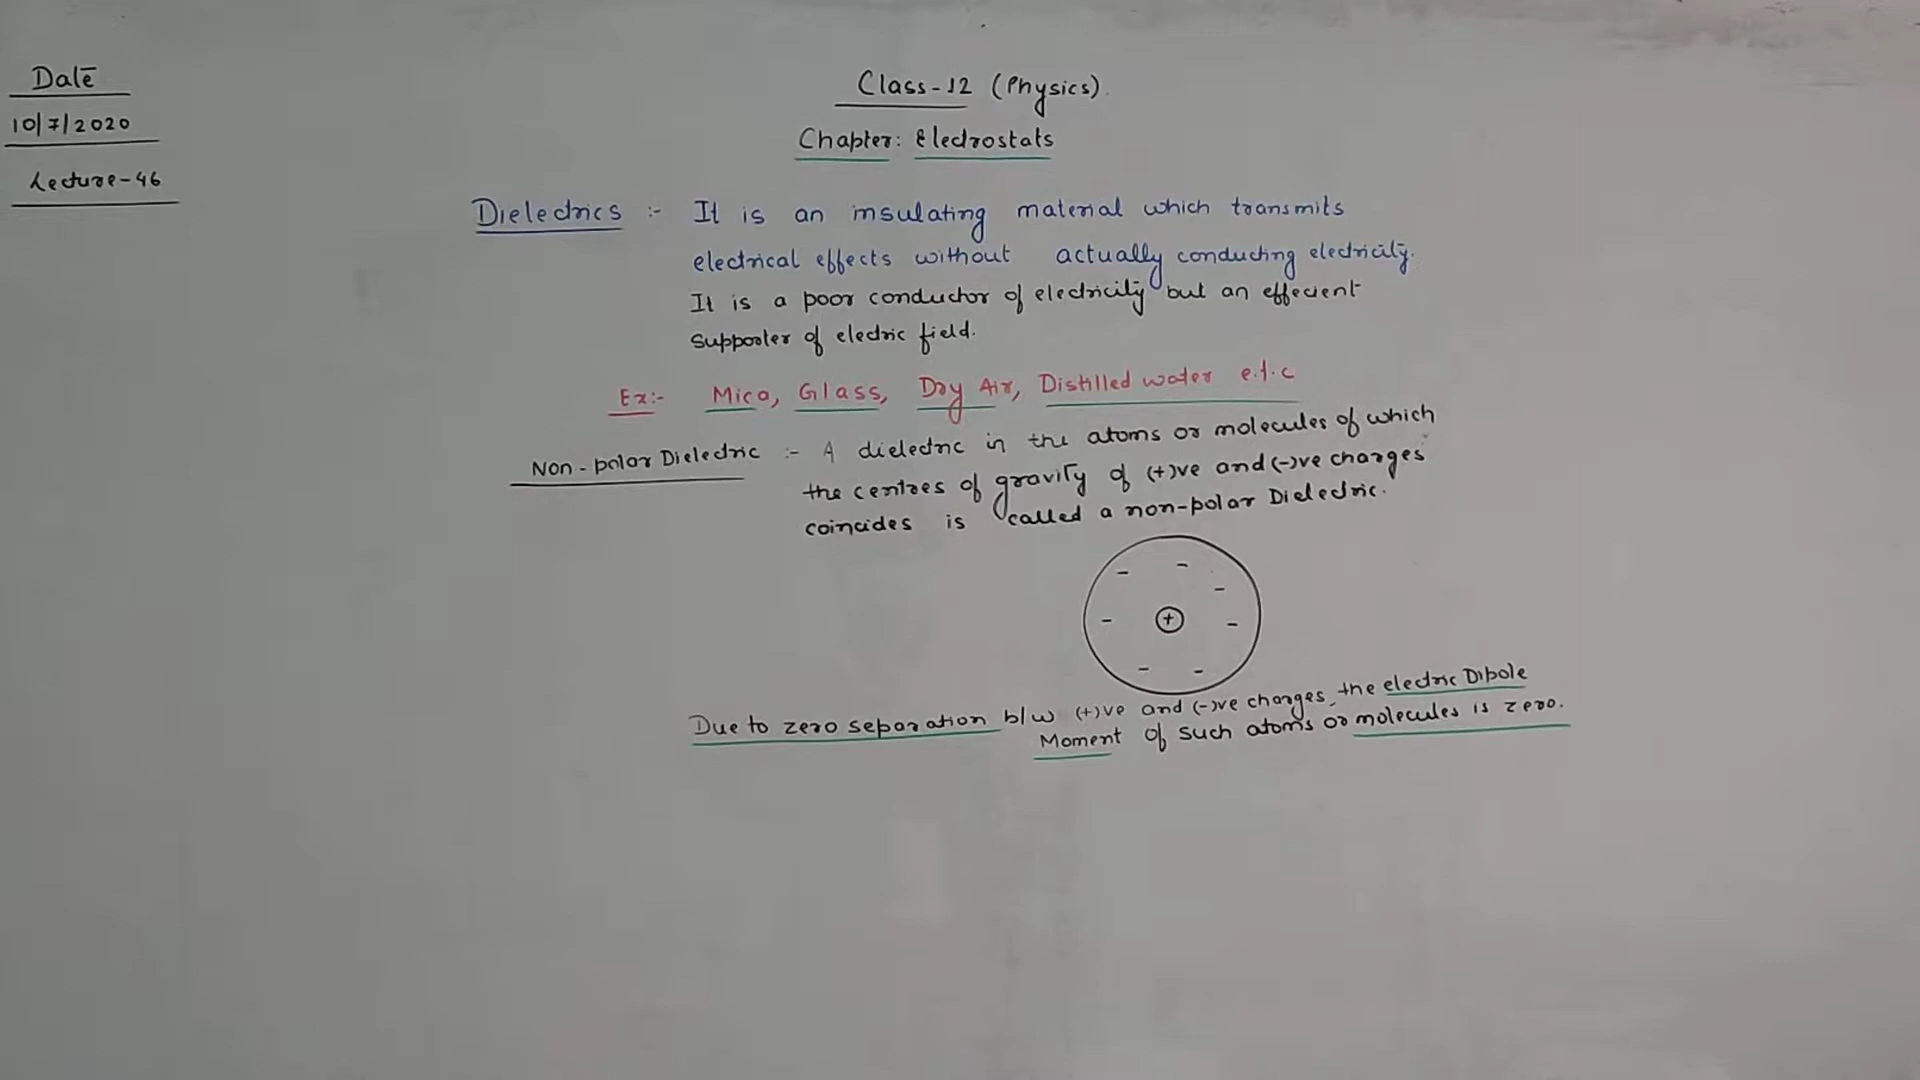 Date
10/7/2020
Lecture-46
Class-12 (Physics).
Chapter: Electrostats
Dielectrics :- It is an insulating material which transmits
electrical effects without actually conducting electricity.
It is a poor conductor of electricity but an effecient
supporter of electric field.
Ex:- Mica, Glass, Dry Air, Distilled water e.t.c
Non-polar Dielectric :- A dielectric in the atoms or molecules of which
the centres of gravity of (+)ve and (-)ve charges
coincides is called a non-polar Dielectric.
- - - - + - - -
Due to zero separation b/w (+)ve and (-)ve charges, the electric Dipole
Moment of such atoms or molecules is zero.